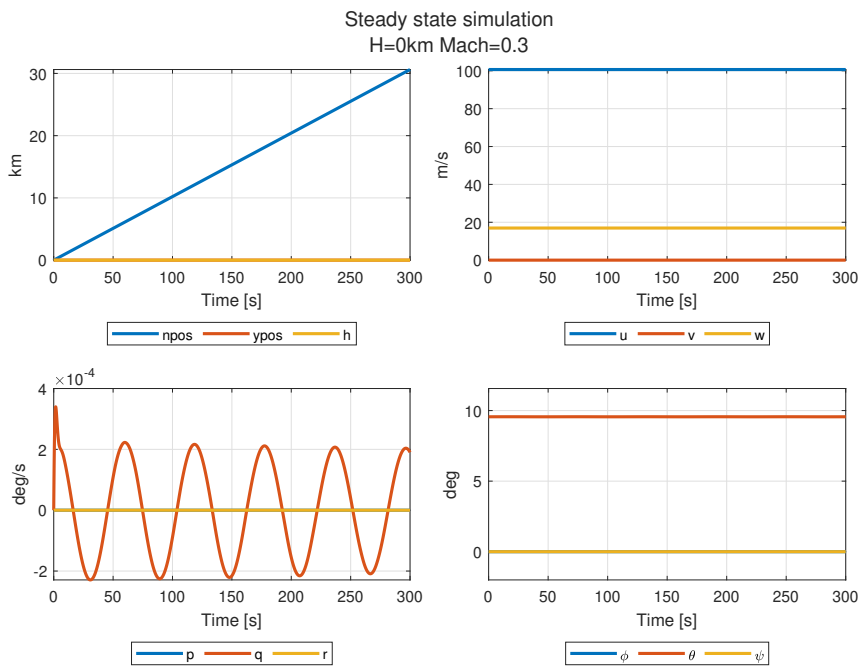 Steady state simulation
H=0km Mach=0.3
km
30
20
10
0
0 50 100 150 200 250 300
Time [s]
npos ypos h
m/s
100
80
60
40
20
0
0 50 100 150 200 250 300
Time [s]
u v w
×10⁻⁴
deg/s
4
2
0
-2
0 50 100 150 200 250 300
Time [s]
p q r
deg
10
5
0
0 50 100 150 200 250 300
Time [s]
ϕ θ ψ